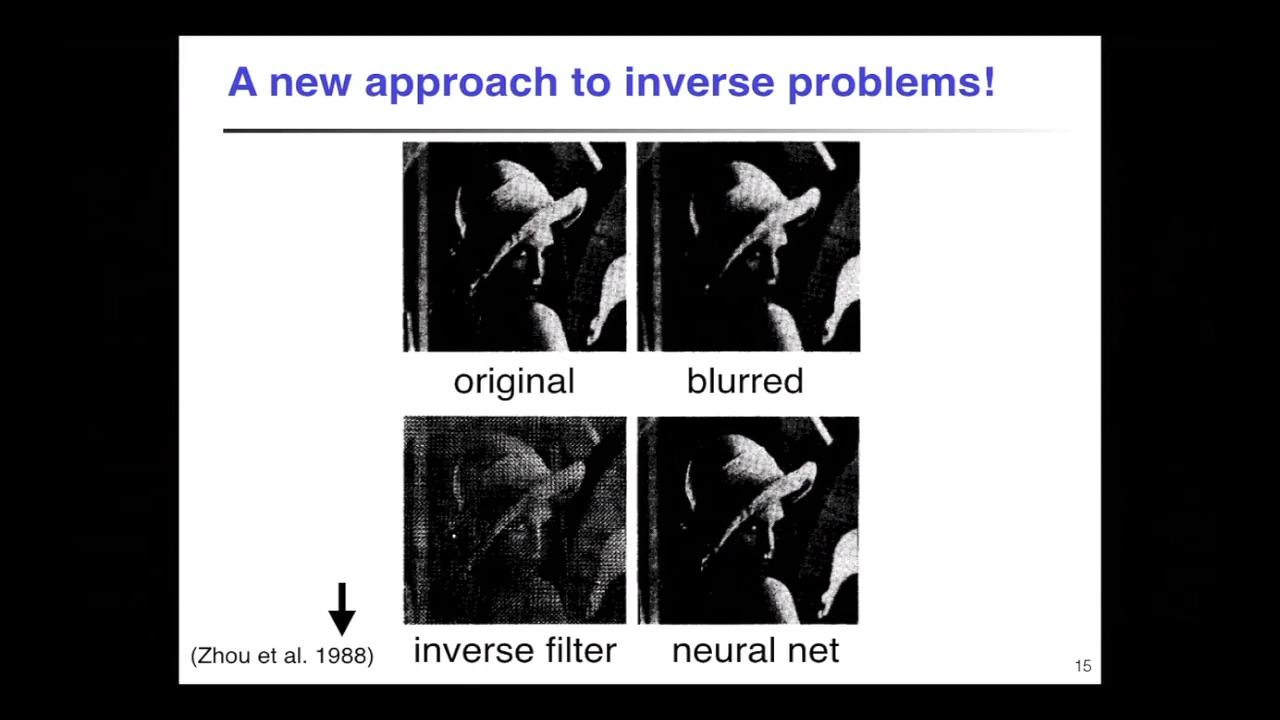 A new approach to inverse problems!
original
blurred
inverse filter
neural net
(Zhou et al. 1988)
15